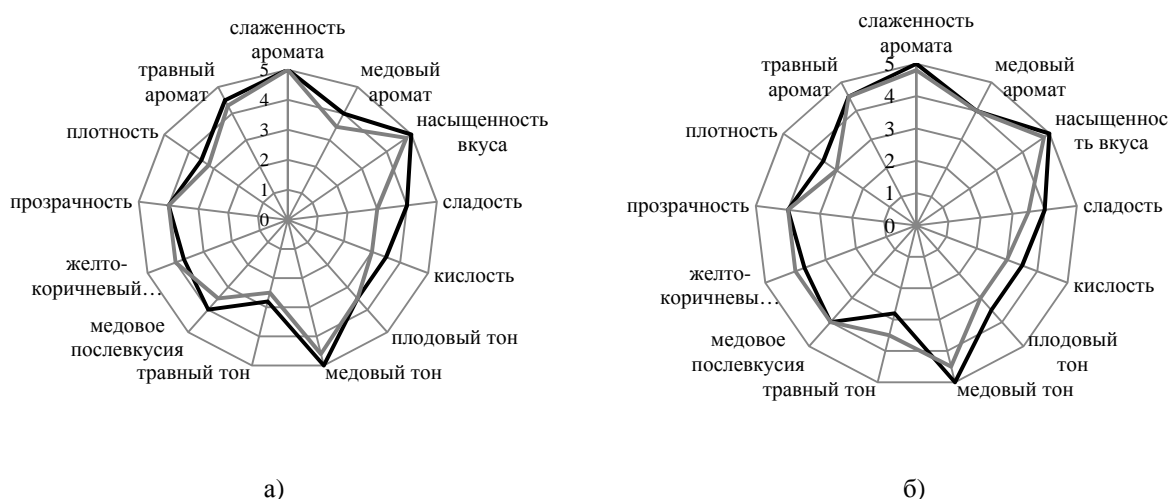 слаженность
аромата
медовый
аромат
насыщенность
вкуса
сладость
кислость
плодовый тон
медовый тон
травный тон
медовое
послевкусия
желто-
коричневый…
прозрачность
плотность
травный
аромат
5
4
3
2
1
0
а)
слаженность
аромата
медовый
аромат
насыщеннос
ть вкуса
сладость
кислость
плодовый
тон
медовый тон
травный тон
медовое
послевкусия
желто-
коричневы…
прозрачность
плотность
травный
аромат
5
4
3
2
1
0
б)